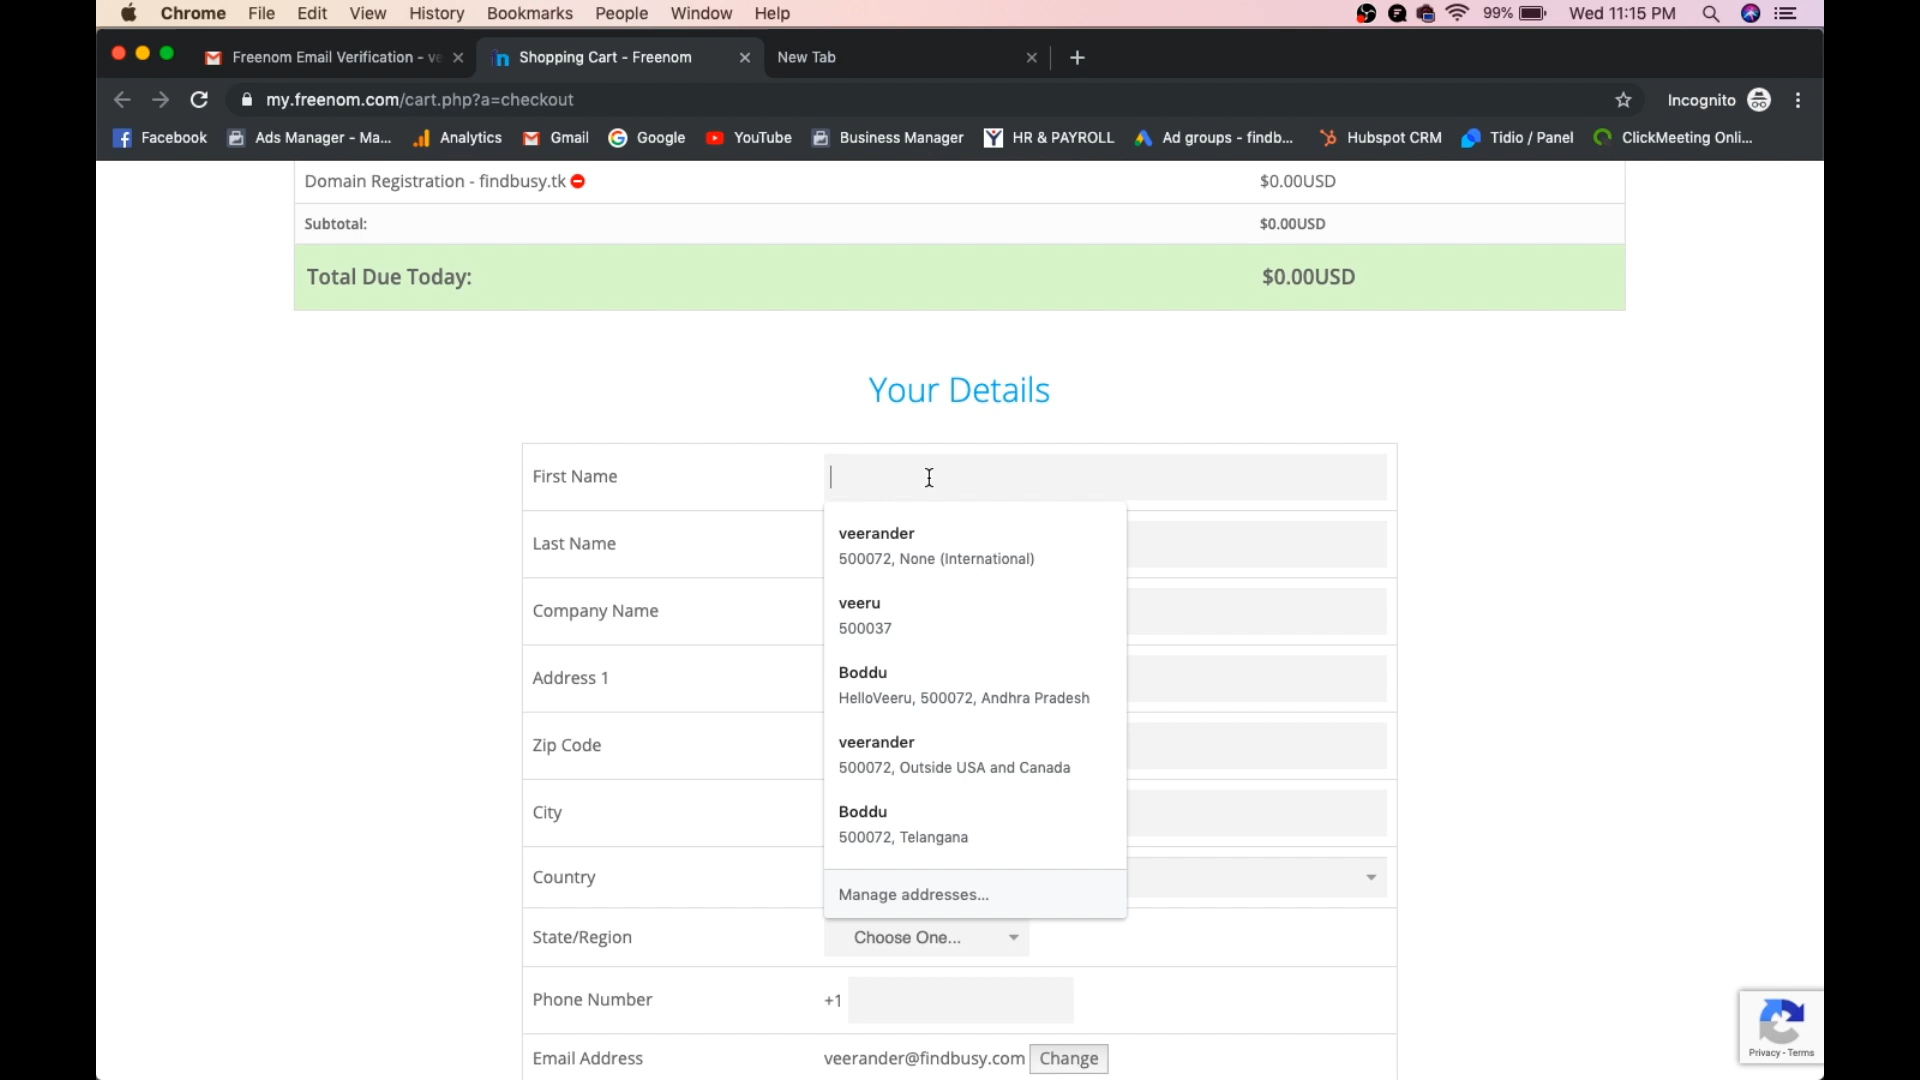 Chrome File Edit View History Bookmarks People Window Help 99% Wed 11:15 PM
Freenom Email Verification - ve Shopping Cart - Freenom New Tab
my.freenom.com/cart.php?a=checkout Incognito
Facebook Ads Manager - Ma... Analytics Gmail Google YouTube Business Manager HR & PAYROLL Ad groups - findb... Hubspot CRM Tidio / Panel ClickMeeting Onli...
Domain Registration - findbusy.tk $0.00USD
Subtotal: $0.00USD
Total Due Today: $0.00USD
Your Details
First Name
veerander
500072, None (International)
Last Name
veeru
500037
Company Name
Boddu
HelloVeeru, 500072, Andhra Pradesh
Address 1
veerander
500072, Outside USA and Canada
Zip Code
Boddu
500072, Telangana
City
Country
Manage addresses...
State/Region Choose One...
Phone Number +1
Email Address veerander@findbusy.com Change
Privacy - Terms